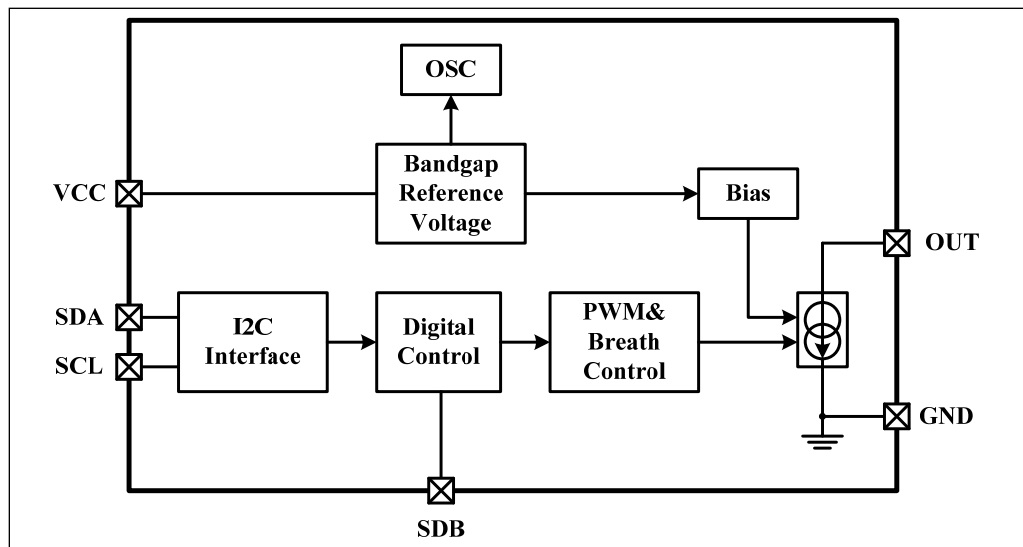 OSC
VCC
Bandgap
Reference
Voltage
Bias
OUT
SDA
SCL
I2C
Interface
Digital
Control
PWM&
Breath
Control
GND
SDB